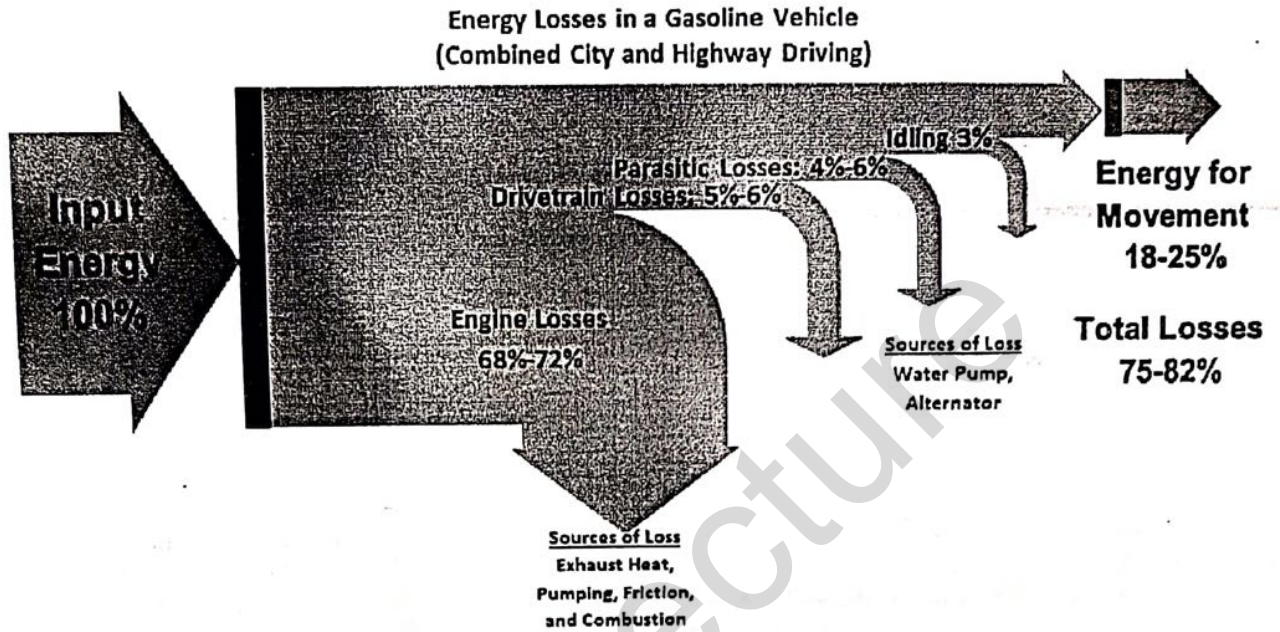 Energy Losses in a Gasoline Vehicle
(Combined City and Highway Driving)
Input
Energy
100%
Idling 3%
Parasitic Losses: 4%-6%
Drivetrain Losses: 5%-6%
Engine Losses
68%-72%
Energy for
Movement
18-25%
Total Losses
75-82%
Sources of Loss
Water Pump,
Alternator
Sources of Loss
Exhaust Heat,
Pumping, Friction,
and Combustion